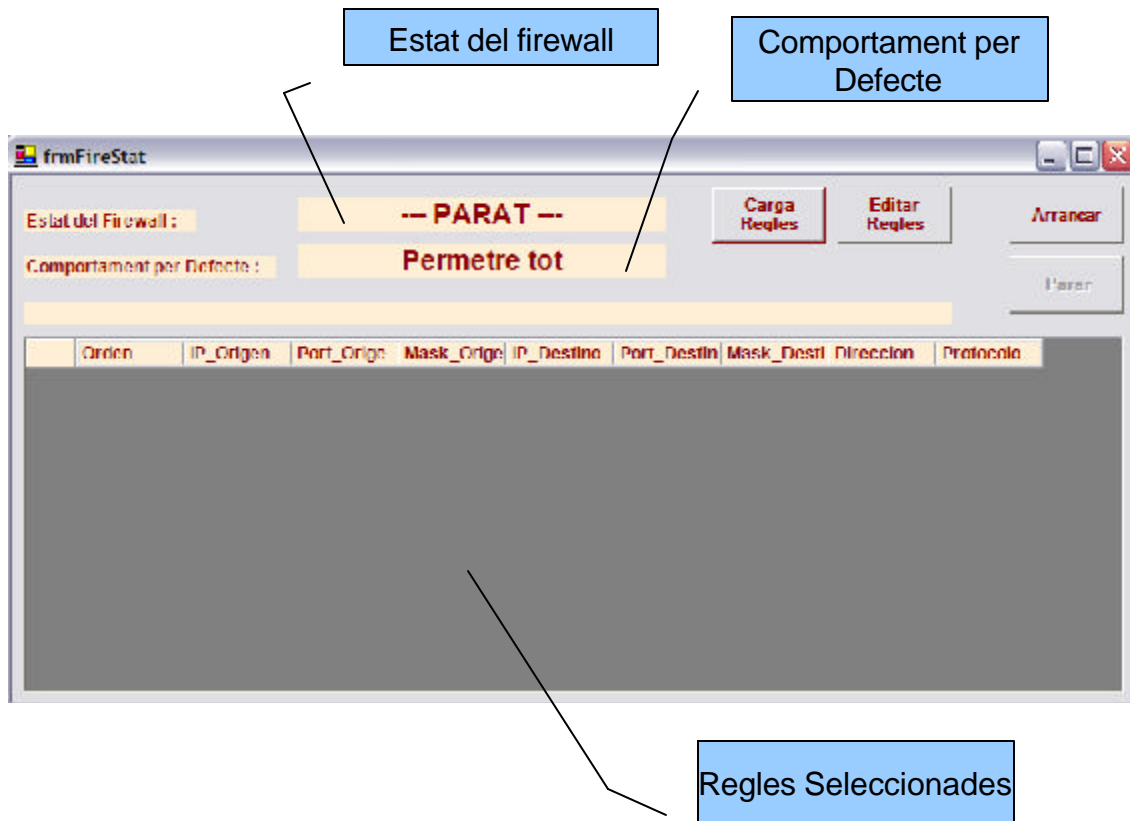 Estat del firewall
Comportament per
Defecte
frmFireStat
Estat del Firewall :
--- PARAT ---
Carga
Regles
Editar
Regles
Arrancar
Comportament per Defecte :
Permetre tot
Parar
Orden IP_Origen Port_Orige Mask_Orige IP_Destino Port_Destin Mask_Desti Direccion Protocolo
Regles Seleccionades